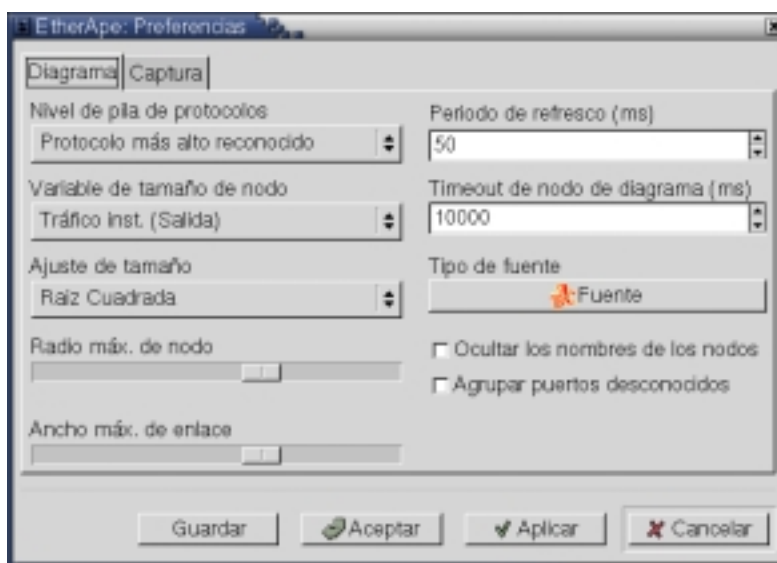 EtherApe: Preferencias
Diagrama
Captura
Nivel de pila de protocolos
Protocolo más alto reconocido
Variable de tamaño de nodo
Tráfico inst. (Salida)
Ajuste de tamaño
Raíz Cuadrada
Radio máx. de nodo
Ancho máx. de enlace
Periodo de refresco (ms)
50
Timeout de nodo de diagrama (ms)
10000
Tipo de fuente
Fuente
Ocultar los nombres de los nodos
Agrupar puertos desconocidos
Guardar
Aceptar
Aplicar
Cancelar